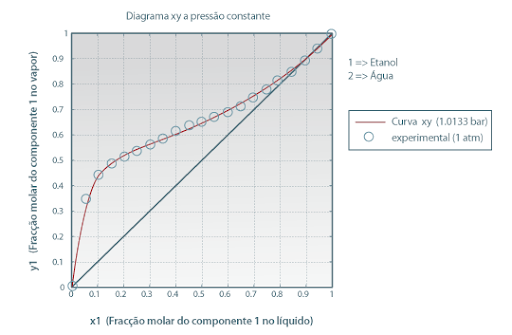 Diagrama xy a pressão constante
y1 (Fracção molar do componente 1 no vapor)
1
0.9
0.8
0.7
0.6
0.5
0.4
0.3
0.2
0.1
0
0 0.1 0.2 0.3 0.4 0.5 0.6 0.7 0.8 0.9 1
x1 (Fracção molar do componente 1 no líquido)
1 => Etanol
2 => Água
Curva xy (1.0133 bar)
experimental (1 atm)